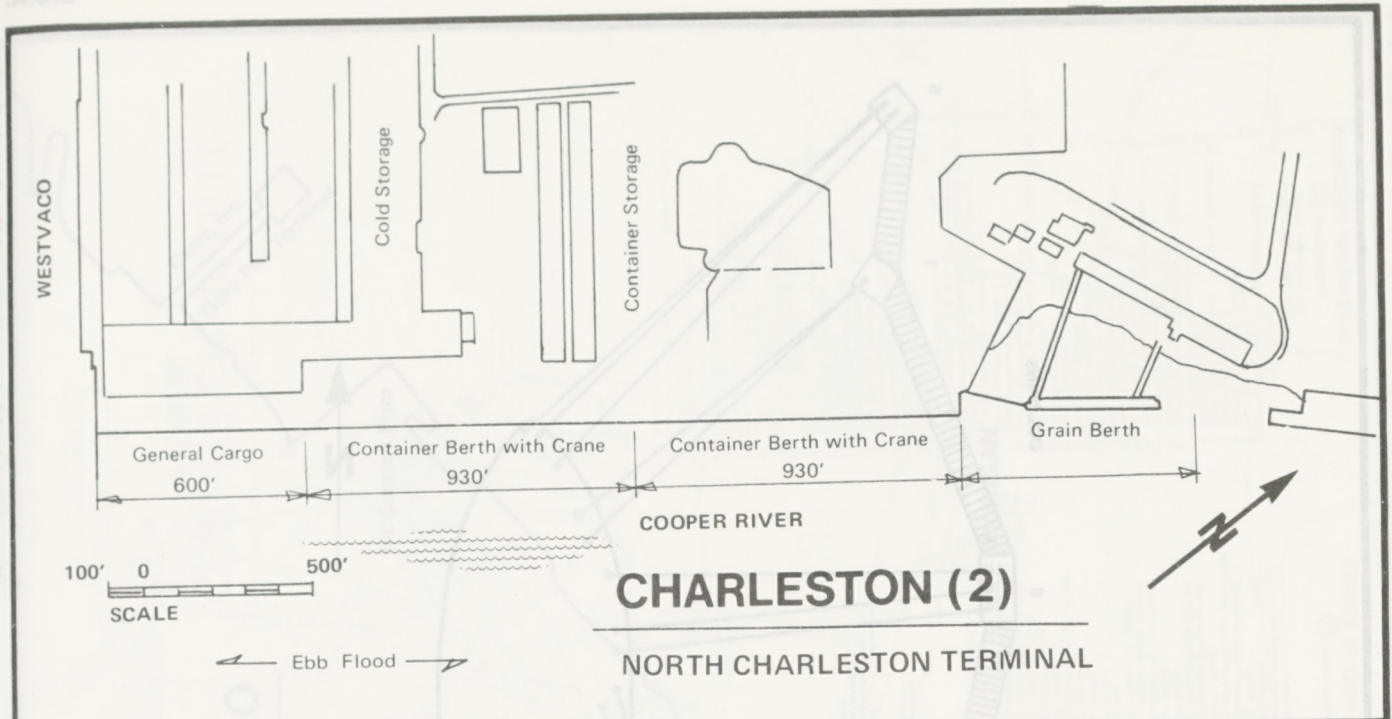 WESTVACO
Cold Storage
Container Storage
General Cargo
600'
Container Berth with Crane
930'
Container Berth with Crane
930'
Grain Berth
COOPER RIVER
N
100' 0 500'
SCALE
Ebb Flood
CHARLESTON (2)
NORTH CHARLESTON TERMINAL